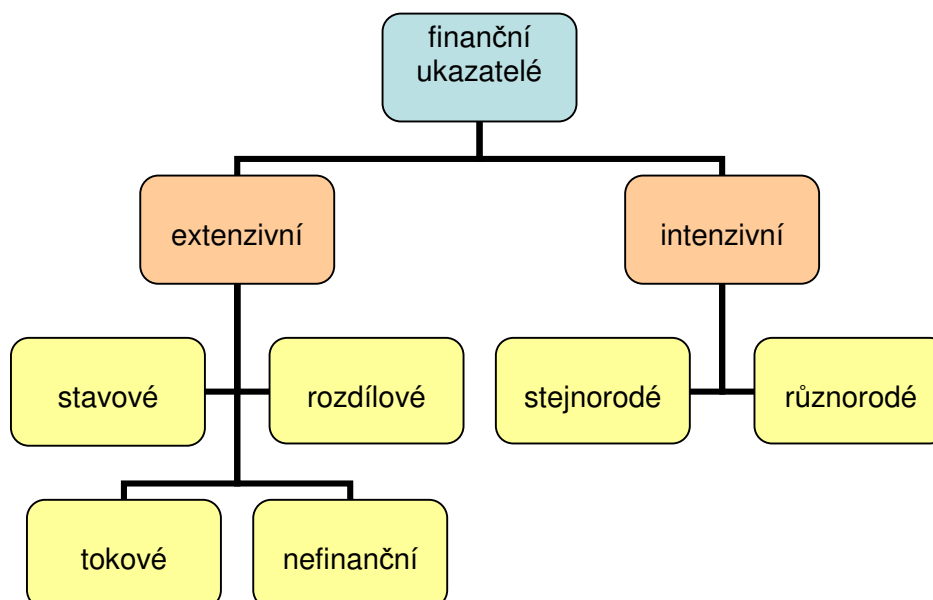 finanční
ukazatelé
extenzivní
intenzivní
stavové
rozdílové
stejnorodé
různorodé
tokové
nefinanční